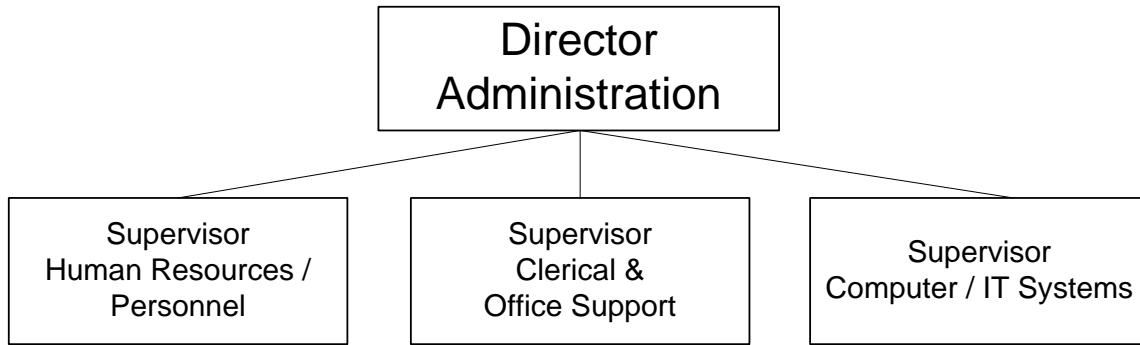 Director
Administration
Supervisor
Human Resources /
Personnel
Supervisor
Clerical &
Office Support
Supervisor
Computer / IT Systems